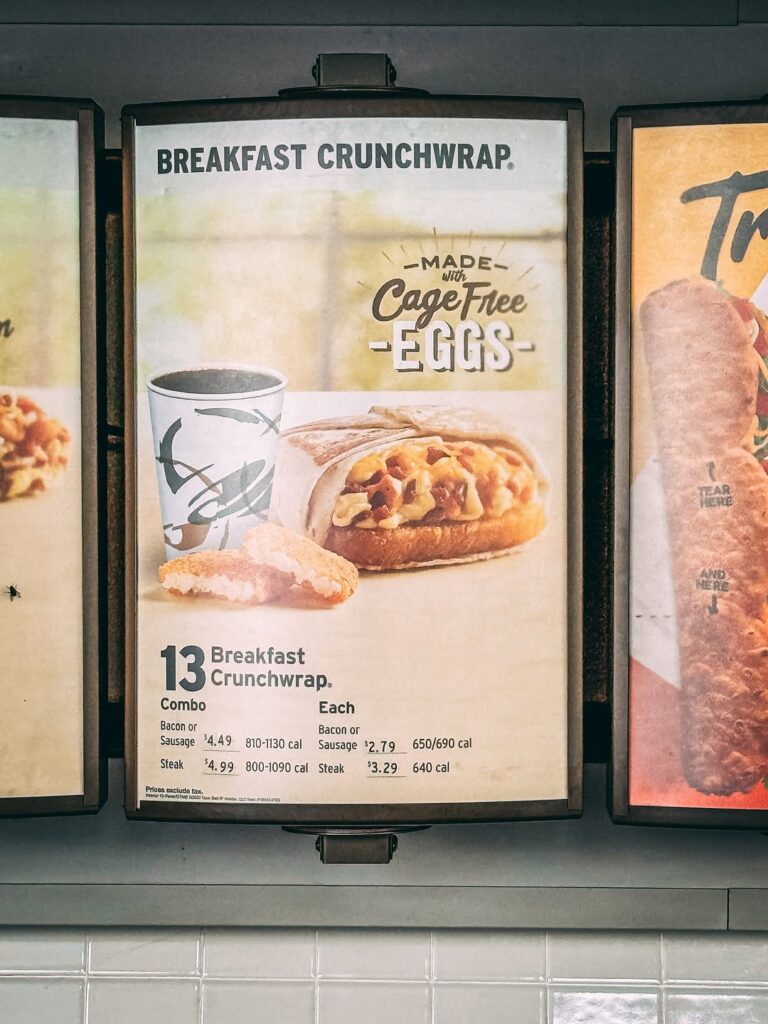 BREAKFAST CRUNCHWRAP®
-MADE-
with
Cage Free
-EGGS-
13 Breakfast
Crunchwrap®
Combo
Bacon or
Sausage $4.49 810-1130 cal
Steak $4.99 800-1090 cal
Each
Bacon or
Sausage $2.79 650/690 cal
Steak $3.29 640 cal
Prices exclude tax.
TEAR
HERE
AND
HERE